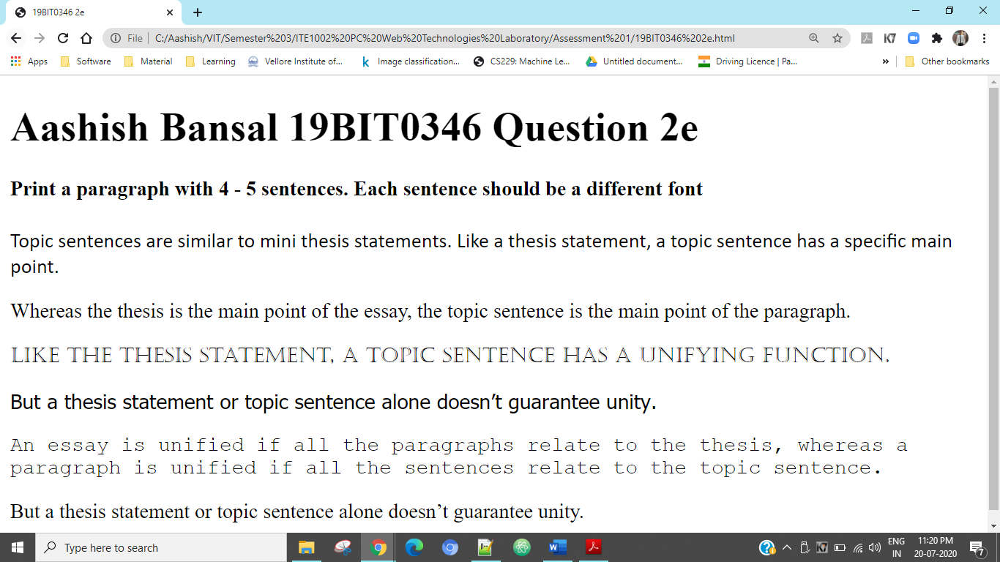 19BIT0346 2e
File | C:/Aashish/VIT/Semester%203/ITE1002%20PC%20Web%20Technologies%20Laboratory/Assessment%201/19BIT0346%202e.html
K7
Apps Software Material Learning Vellore Institute of... k Image classification... CS229: Machine Le... Untitled document... Driving Licence | Pa... » Other bookmarks
Aashish Bansal 19BIT0346 Question 2e
Print a paragraph with 4 - 5 sentences. Each sentence should be a different font
Topic sentences are similar to mini thesis statements. Like a thesis statement, a topic sentence has a specific main
point.
Whereas the thesis is the main point of the essay, the topic sentence is the main point of the paragraph.
LIKE THE THESIS STATEMENT, A TOPIC SENTENCE HAS A UNIFYING FUNCTION.
But a thesis statement or topic sentence alone doesn’t guarantee unity.
An essay is unified if all the paragraphs relate to the thesis, whereas a
paragraph is unified if all the sentences relate to the topic sentence.
But a thesis statement or topic sentence alone doesn’t guarantee unity.
Type here to search
W
K7
ENG
IN
11:20 PM
20-07-2020
7